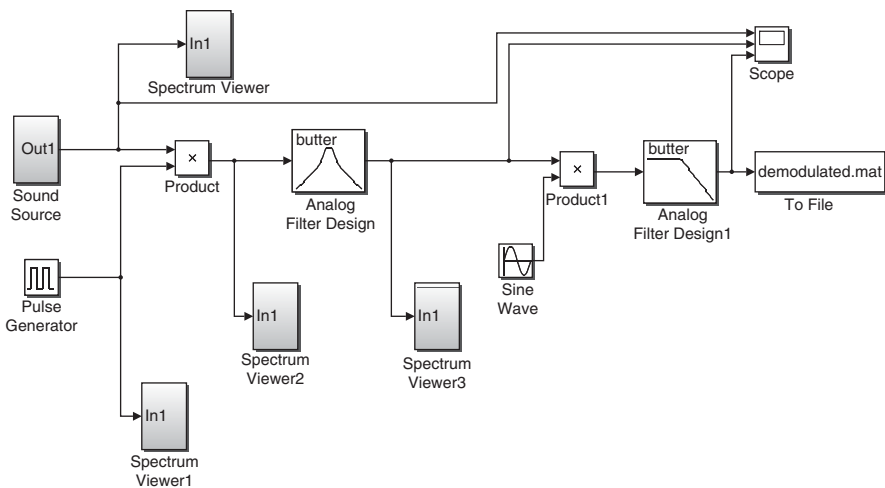 In1
Spectrum Viewer
Scope
Out1
Sound
Source
×
Product
butter
Analog
Filter Design
×
Product1
butter
Analog
Filter Design1
demodulated.mat
To File
Pulse
Generator
Sine
Wave
In1
Spectrum
Viewer2
In1
Spectrum
Viewer3
In1
Spectrum
Viewer1